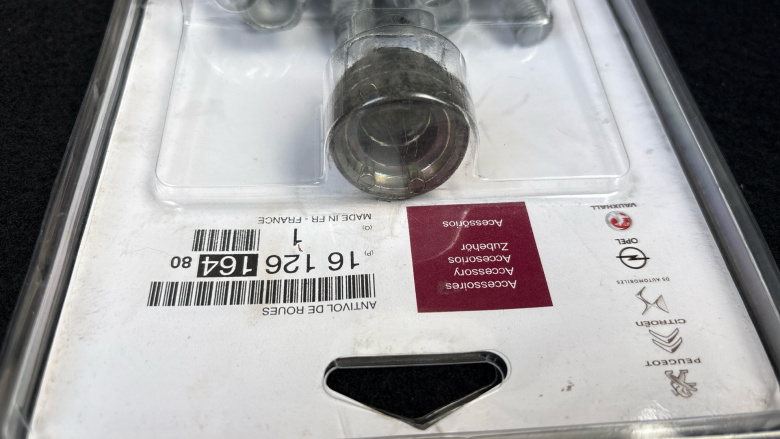 PEUGEOT
CITROËN
DS AUTOMOBILES
OPEL
VAUXHALL
Accessoires
Accessory
Accesorios
Zubehör
Acessórios
ANTIVOL DE ROUES
(P) 16 126 164 80
(Q) 1
MADE IN FR - FRANCE